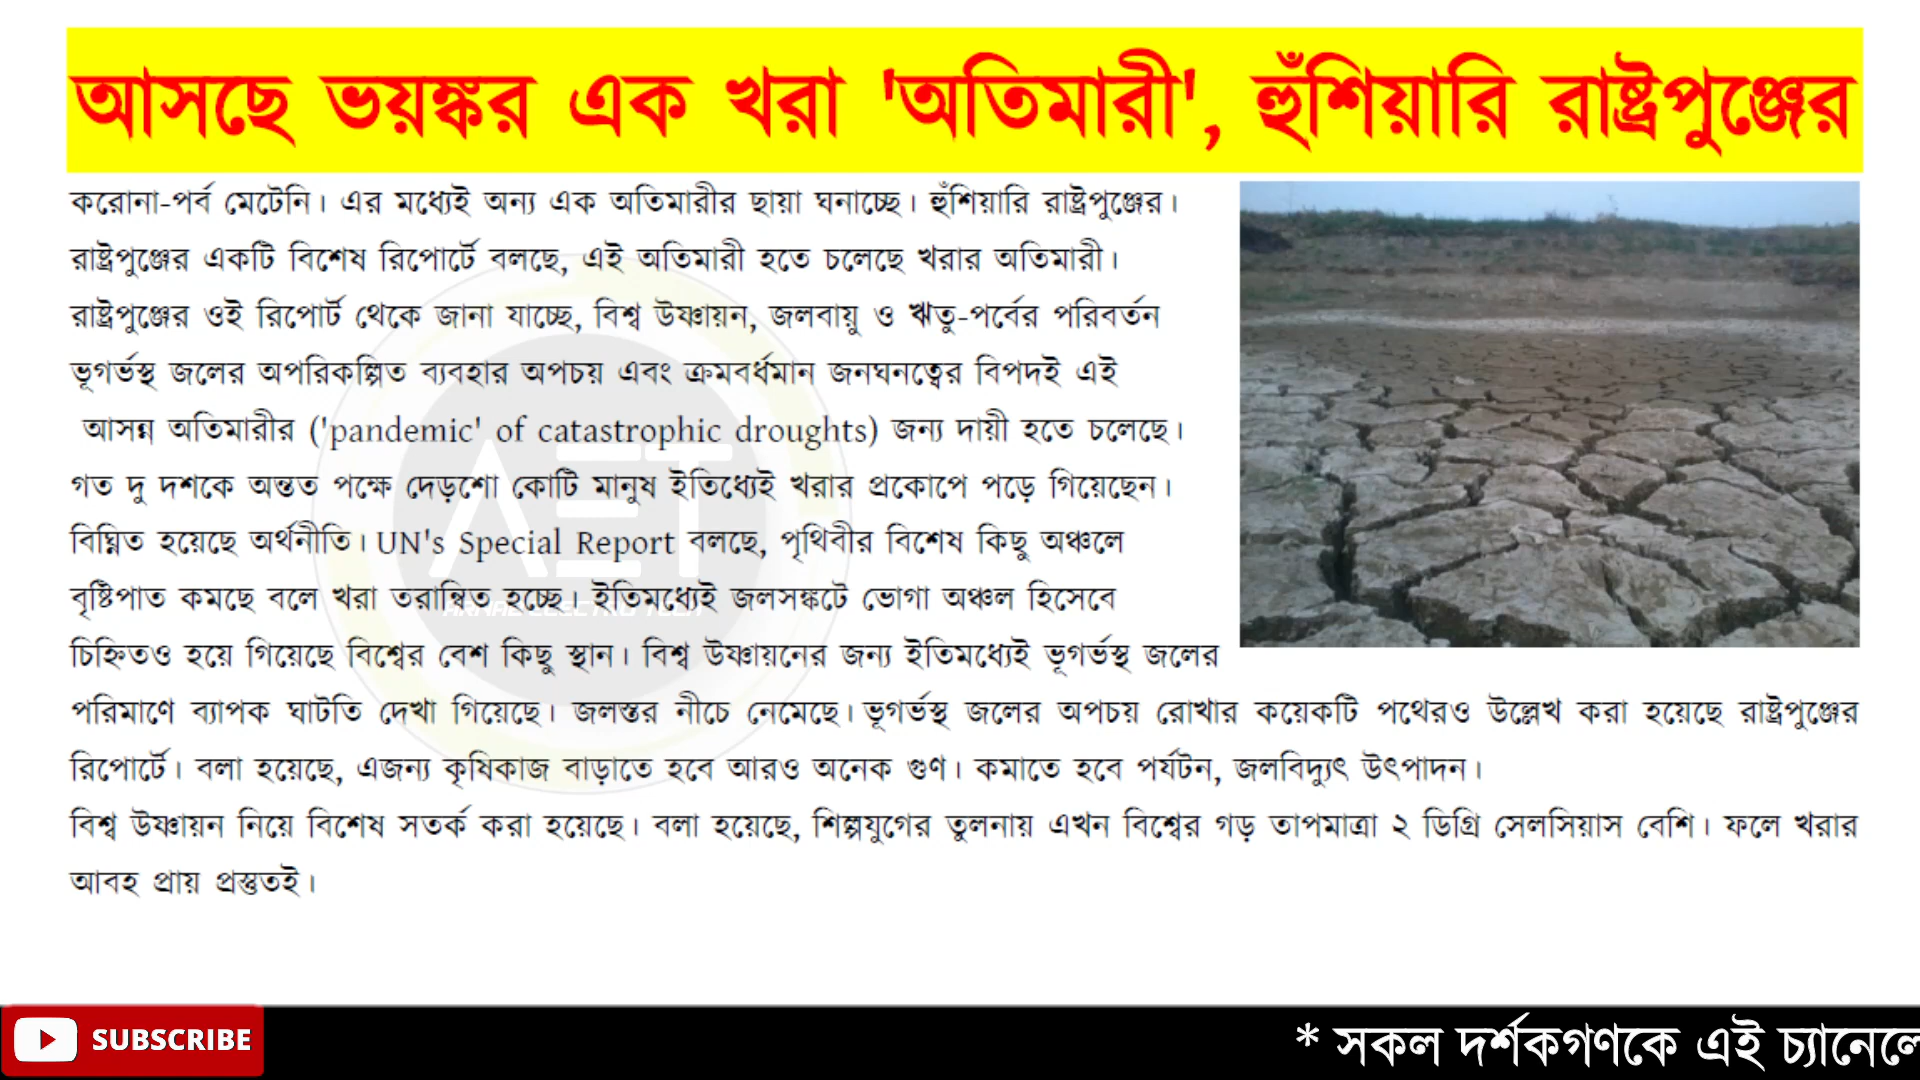 আসছে ভয়ঙ্কর এক খরা 'অতিমারী', হুঁশিয়ারি রাষ্ট্রপুঞ্জের
করোনা-পর্ব মেটেনি। এর মধ্যেই অন্য এক অতিমারীর ছায়া ঘনাচ্ছে। হুঁশিয়ারি রাষ্ট্রপুঞ্জের।
রাষ্ট্রপুঞ্জের একটি বিশেষ রিপোর্টে বলছে, এই অতিমারী হতে চলেছে খরার অতিমারী।
রাষ্ট্রপুঞ্জের ওই রিপোর্ট থেকে জানা যাচ্ছে, বিশ্ব উষ্ণায়ন, জলবায়ু ও ঋতু-পর্বের পরিবর্তন
ভূগর্ভস্থ জলের অপরিকল্পিত ব্যবহার অপচয় এবং ক্রমবর্ধমান জনঘনত্বের বিপদই এই
আসন্ন অতিমারীর ('pandemic' of catastrophic droughts) জন্য দায়ী হতে চলেছে।
গত দু দশকে অন্তত পক্ষে দেড়শো কোটি মানুষ ইতিধ্যেই খরার প্রকোপে পড়ে গিয়েছেন।
বিঘ্নিত হয়েছে অর্থনীতি। UN's Special Report বলছে, পৃথিবীর বিশেষ কিছু অঞ্চলে
বৃষ্টিপাত কমছে বলে খরা তরান্বিত হচ্ছে। ইতিমধ্যেই জলসঙ্কটে ভোগা অঞ্চল হিসেবে
চিহ্নিতও হয়ে গিয়েছে বিশ্বের বেশ কিছু স্থান। বিশ্ব উষ্ণায়নের জন্য ইতিমধ্যেই ভূগর্ভস্থ জলের
পরিমাণে ব্যাপক ঘাটতি দেখা গিয়েছে। জলস্তর নীচে নেমেছে। ভূগর্ভস্থ জলের অপচয় রোখার কয়েকটি পথেরও উল্লেখ করা হয়েছে রাষ্ট্রপুঞ্জের
রিপোর্টে। বলা হয়েছে, এজন্য কৃষিকাজ বাড়াতে হবে আরও অনেক গুণ। কমাতে হবে পর্যটন, জলবিদ্যুৎ উৎপাদন।
বিশ্ব উষ্ণায়ন নিয়ে বিশেষ সতর্ক করা হয়েছে। বলা হয়েছে, শিল্পযুগের তুলনায় এখন বিশ্বের গড় তাপমাত্রা ২ ডিগ্রি সেলসিয়াস বেশি। ফলে খরার
আবহ প্রায় প্রস্তুতই।
AET
SUBSCRIBE
* সকল দর্শকগণকে এই